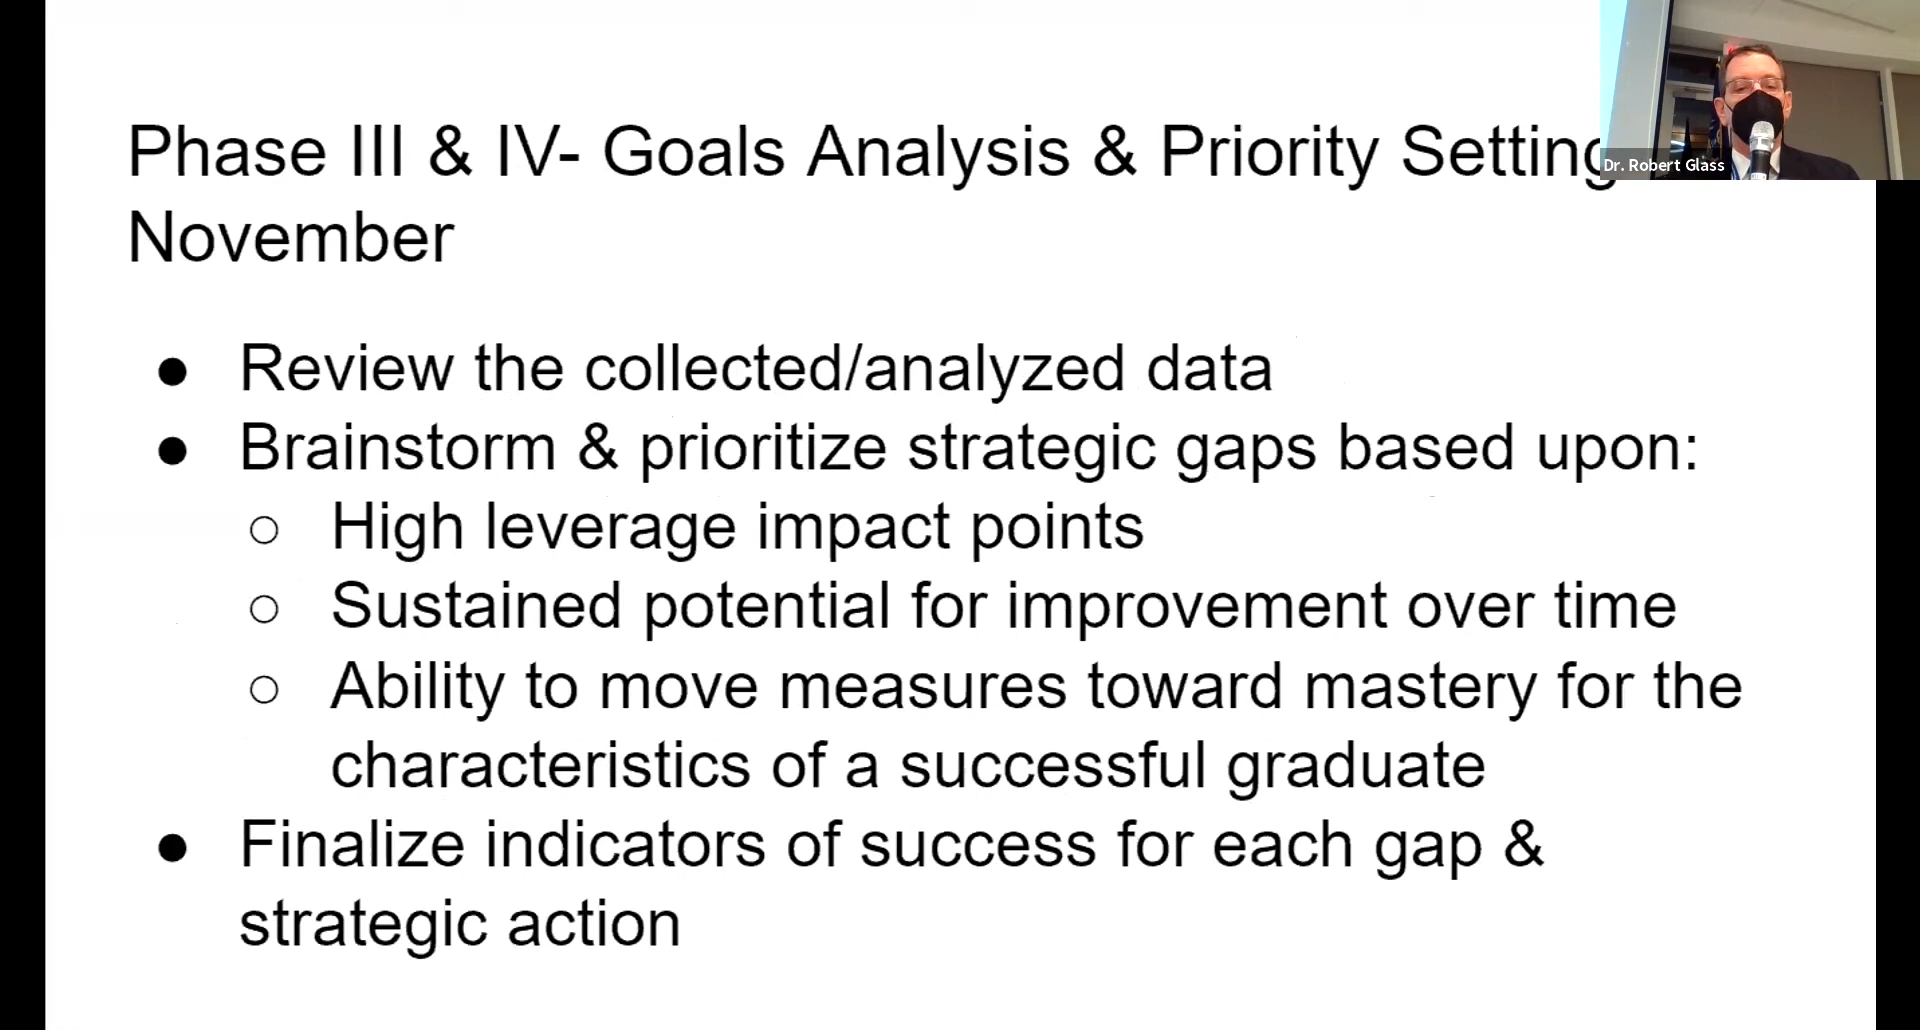 Phase III & IV- Goals Analysis & Priority Setting
November
Dr. Robert Glass
● Review the collected/analyzed data
● Brainstorm & prioritize strategic gaps based upon:
○ High leverage impact points
○ Sustained potential for improvement over time
○ Ability to move measures toward mastery for the
characteristics of a successful graduate
● Finalize indicators of success for each gap &
strategic action